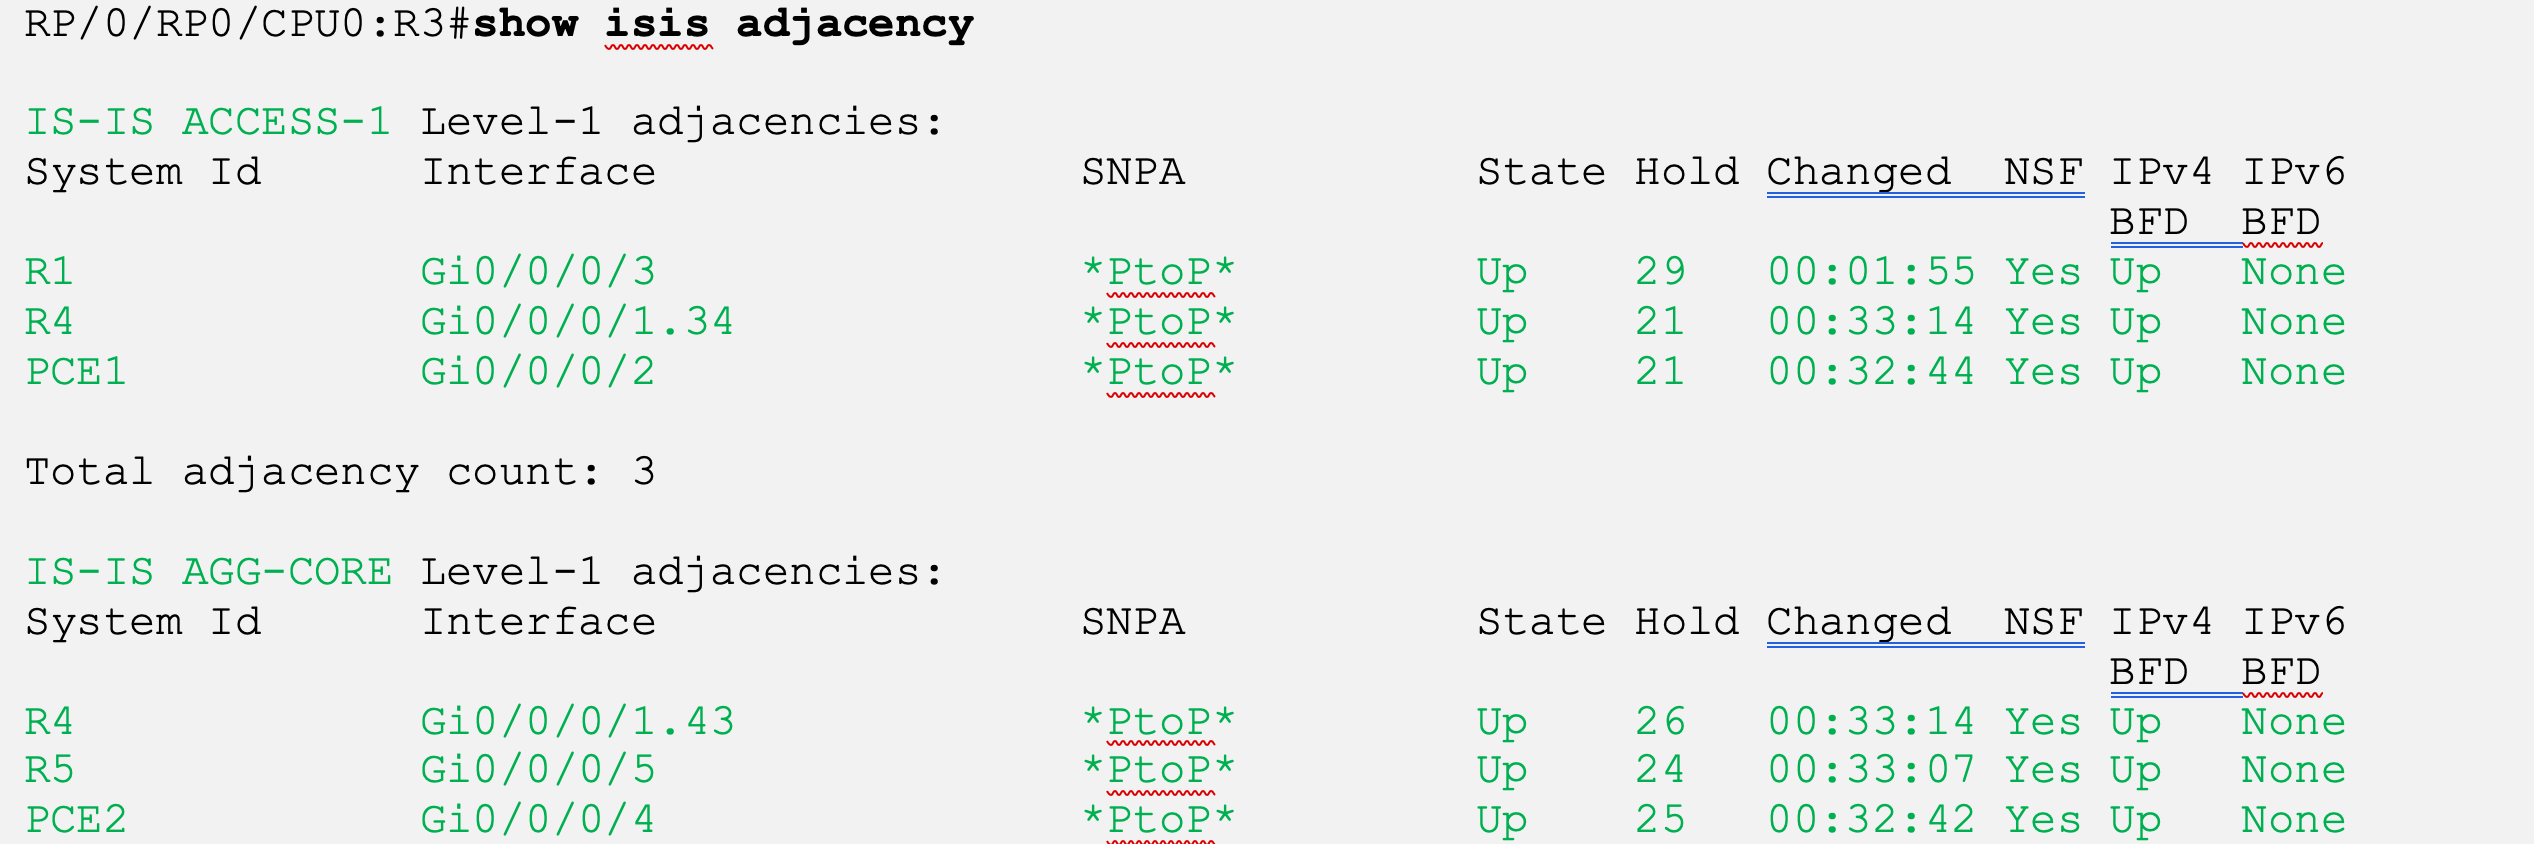 RP/0/RP0/CPU0:R3#show isis adjacency
IS-IS ACCESS-1 Level-1 adjacencies:
System Id      Interface                SNPA           State Hold Changed  NSF IPv4 IPv6
                                                                               BFD  BFD
R1             Gi0/0/0/3                *PtoP*         Up    29   00:01:55 Yes Up   None
R4             Gi0/0/0/1.34             *PtoP*         Up    21   00:33:14 Yes Up   None
PCE1           Gi0/0/0/2                *PtoP*         Up    21   00:32:44 Yes Up   None
Total adjacency count: 3
IS-IS AGG-CORE Level-1 adjacencies:
System Id      Interface                SNPA           State Hold Changed  NSF IPv4 IPv6
                                                                               BFD  BFD
R4             Gi0/0/0/1.43             *PtoP*         Up    26   00:33:14 Yes Up   None
R5             Gi0/0/0/5                *PtoP*         Up    24   00:33:07 Yes Up   None
PCE2           Gi0/0/0/4                *PtoP*         Up    25   00:32:42 Yes Up   None